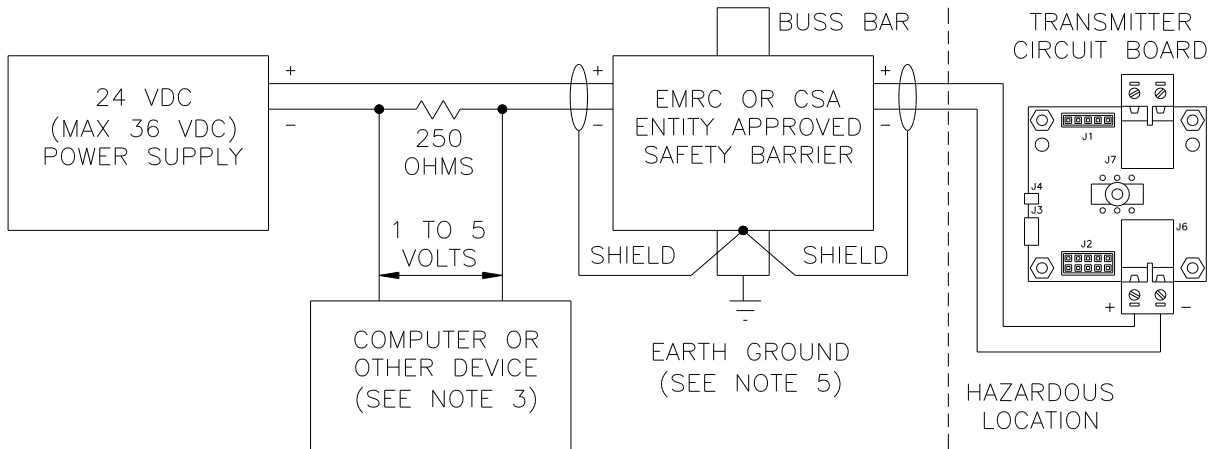 24 VDC
(MAX 36 VDC)
POWER SUPPLY
+
−
250
OHMS
1 TO 5
VOLTS
COMPUTER OR
OTHER DEVICE
(SEE NOTE 3)
+
−
BUSS BAR
EMRC OR CSA
ENTITY APPROVED
SAFETY BARRIER
+
−
SHIELD
SHIELD
EARTH GROUND
(SEE NOTE 5)
HAZARDOUS
LOCATION
TRANSMITTER
CIRCUIT BOARD
J1
J7
J4
J3
J6
J2
+
−